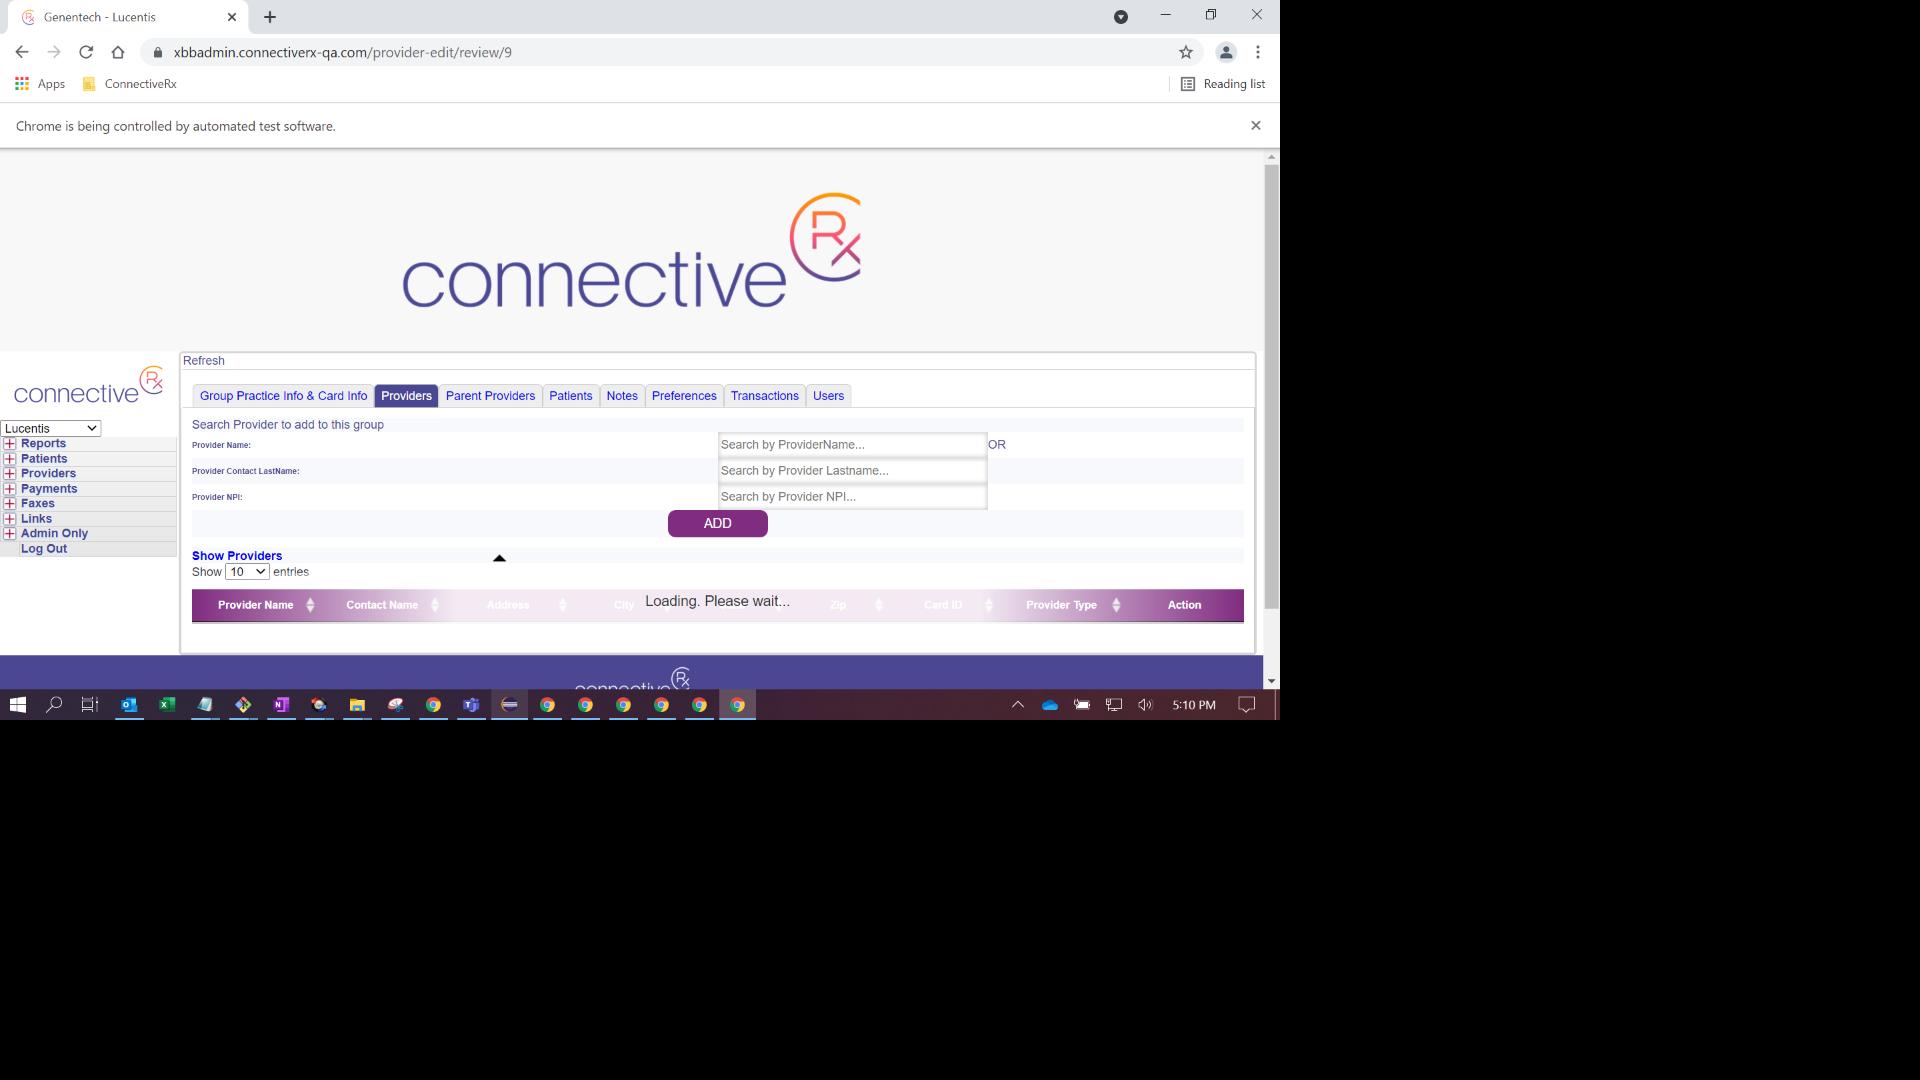 Genentech - Lucentis
xbbadmin.connectiverx-qa.com/provider-edit/review/9
Apps ConnectiveRx Reading list
Chrome is being controlled by automated test software.
connective Rx
Refresh
connective Rx
Group Practice Info & Card Info Providers Parent Providers Patients Notes Preferences Transactions Users
Lucentis
Reports
Patients
Providers
Payments
Faxes
Links
Admin Only
Log Out
Search Provider to add to this group
Provider Name: Search by ProviderName... OR
Provider Contact LastName: Search by Provider Lastname...
Provider NPI: Search by Provider NPI...
ADD
Show Providers
Show 10 entries
Provider Name Contact Name Address City Loading. Please wait... Zip Card ID Provider Type Action
connective Rx
5:10 PM